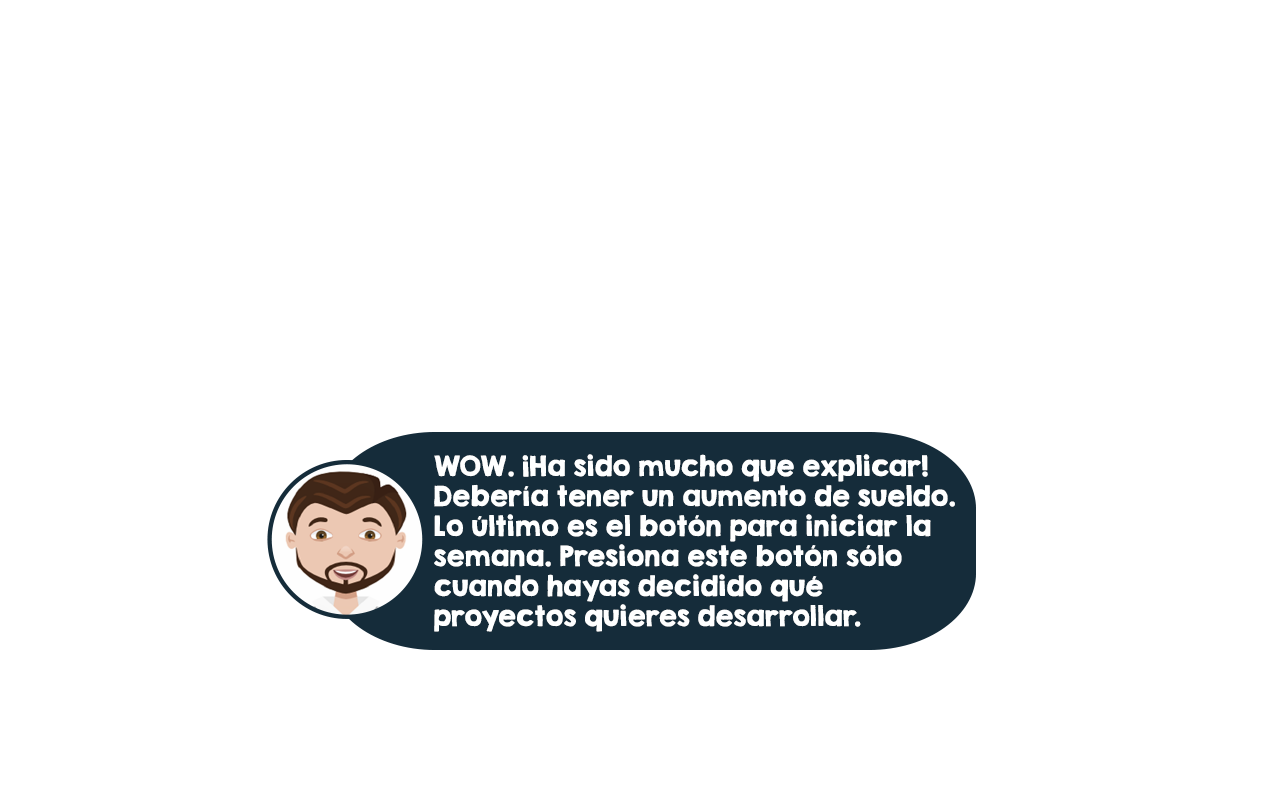 WOW. ¡Ha sido mucho que explicar!
Debería tener un aumento de sueldo.
Lo último es el botón para iniciar la
semana. Presiona este botón sólo
cuando hayas decidido qué
proyectos quieres desarrollar.